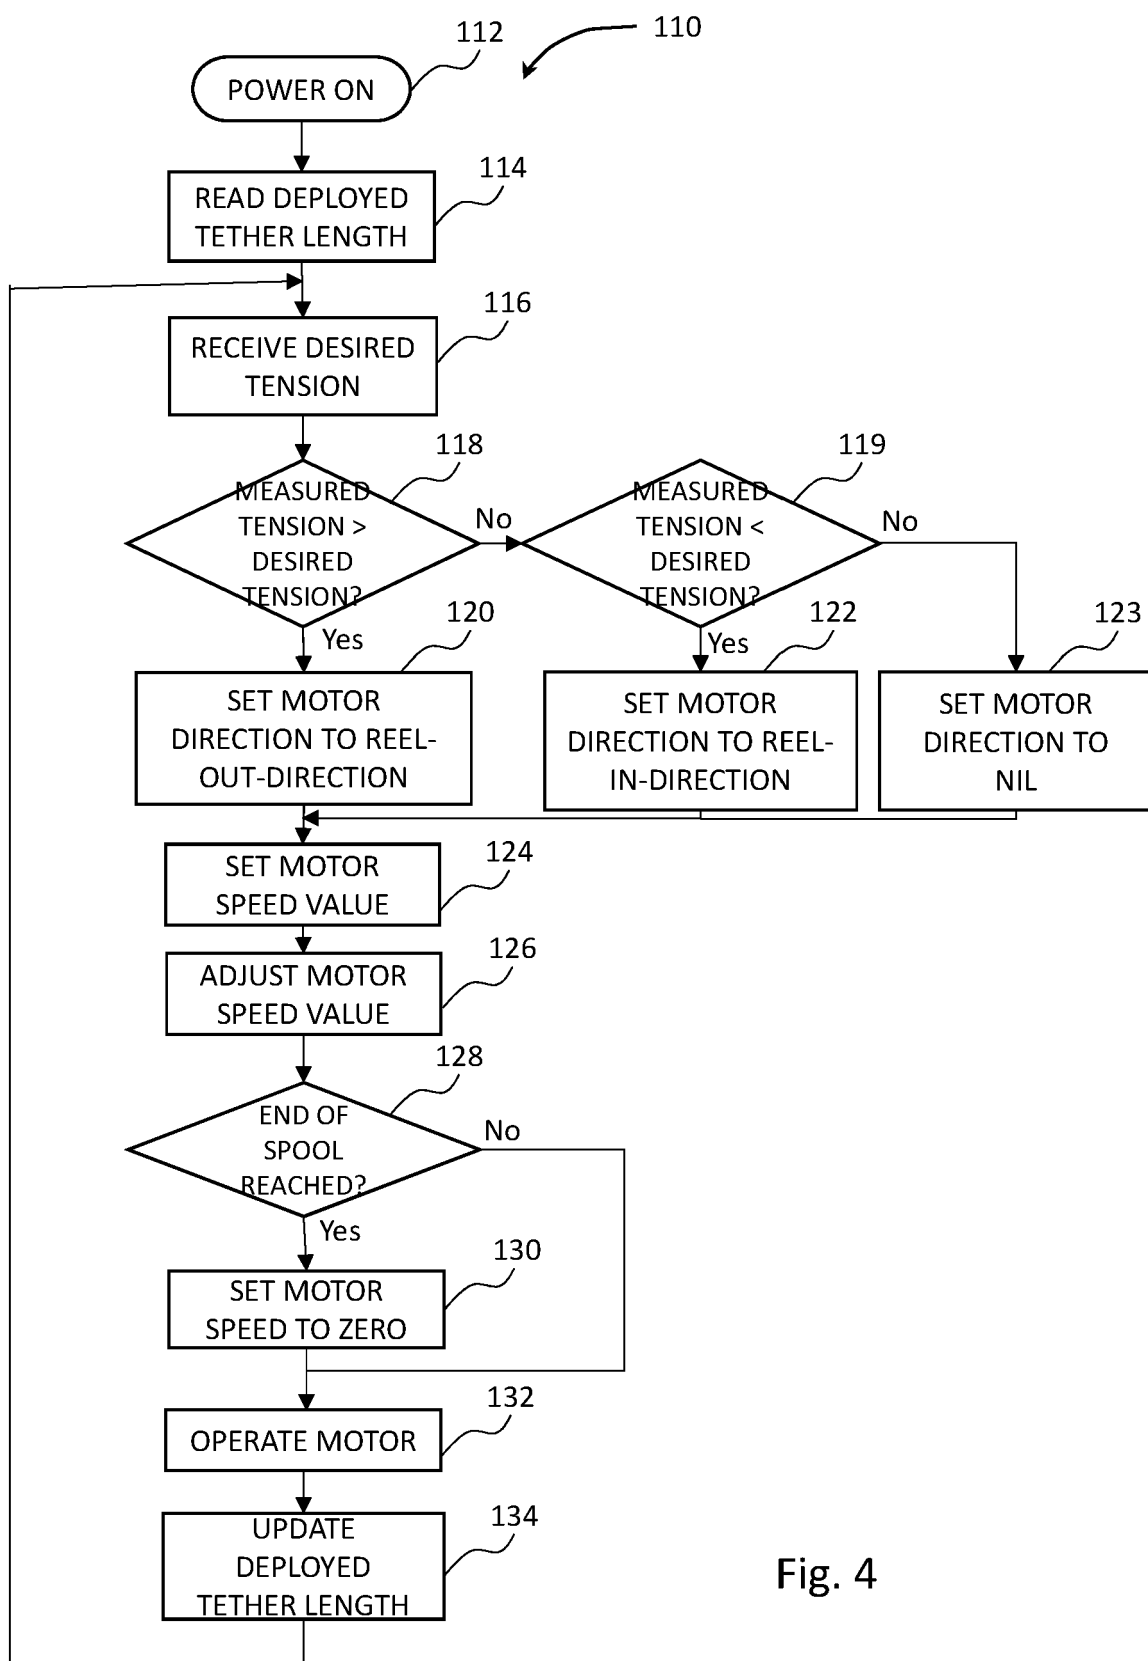 110
112
POWER ON
114
READ DEPLOYED
TETHER LENGTH
116
RECEIVE DESIRED
TENSION
118
MEASURED
TENSION >
DESIRED
TENSION?
No
Yes
119
MEASURED
TENSION <
DESIRED
TENSION?
No
Yes
120
SET MOTOR
DIRECTION TO REEL-
OUT-DIRECTION
122
SET MOTOR
DIRECTION TO REEL-
IN-DIRECTION
123
SET MOTOR
DIRECTION TO
NIL
124
SET MOTOR
SPEED VALUE
126
ADJUST MOTOR
SPEED VALUE
128
END OF
SPOOL
REACHED?
No
Yes
130
SET MOTOR
SPEED TO ZERO
132
OPERATE MOTOR
134
UPDATE
DEPLOYED
TETHER LENGTH
Fig. 4